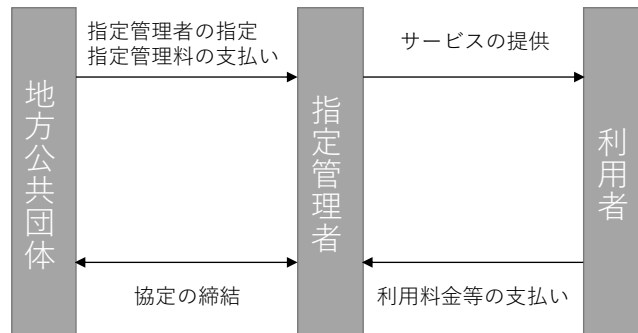 指定管理者の指定
指定管理料の支払い
サービスの提供
地方公共団体
指定管理者
利用者
協定の締結
利用料金等の支払い